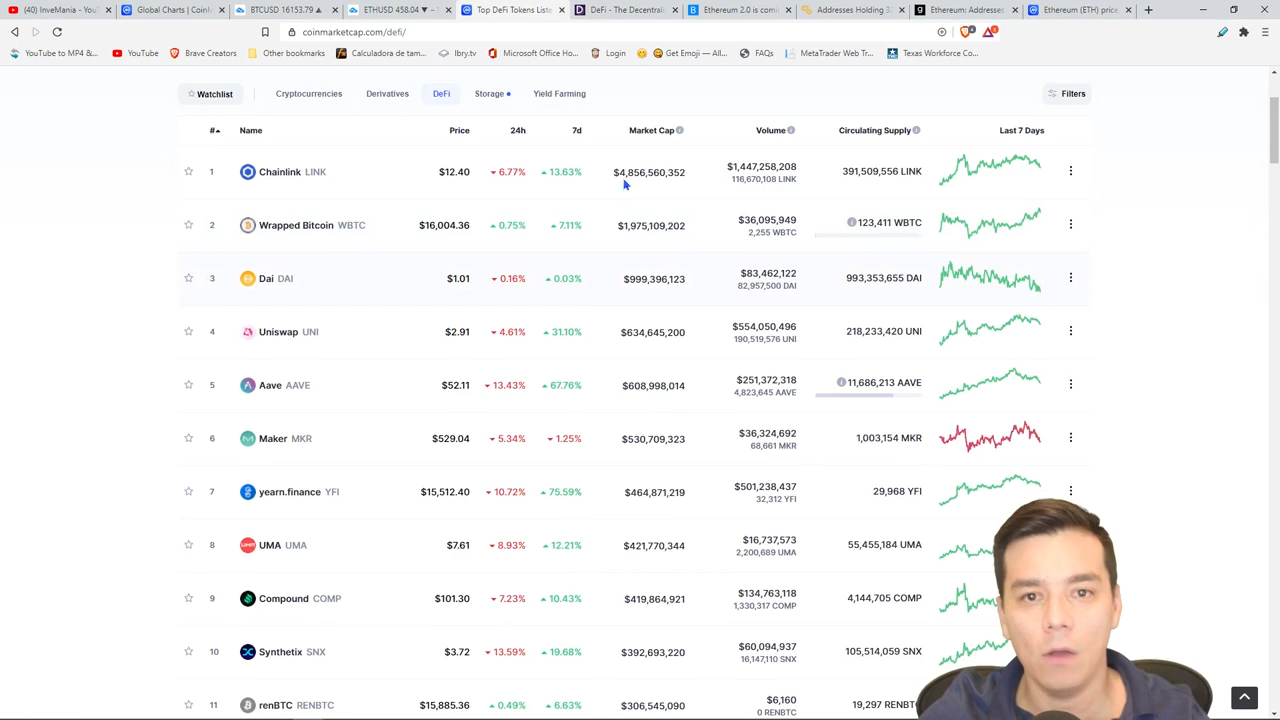 (40) InveMania - YouT
Global Charts | CoinM
BTCUSD 16153.79 ▲
ETHUSD 458.04 ▼ −
Top DeFi Tokens Liste
DeFi - The Decentrali
Ethereum 2.0 is comin
Addresses Holding 32
Ethereum: Addresses
Ethereum (ETH) price
coinmarketcap.com/defi/
YouTube to MP4 &...
YouTube
Brave Creators
Other bookmarks
Calculadora de tam...
lbry.tv
Microsoft Office Ho...
Login
Get Emoji — All...
FAQs
MetaTrader Web Tr...
Texas Workforce Co...
Watchlist
Cryptocurrencies
Derivatives
DeFi
Storage
Yield Farming
Filters
# Name Price 24h 7d Market Cap Volume Circulating Supply Last 7 Days
1 Chainlink LINK $12.40 6.77% 13.63% $4,856,560,352 $1,447,258,208 391,509,556 LINK
116,670,108 LINK
2 Wrapped Bitcoin WBTC $16,004.36 0.75% 7.11% $1,975,109,202 $36,095,949 123,411 WBTC
2,255 WBTC
3 Dai DAI $1.01 0.16% 0.03% $999,396,123 $83,462,122 993,353,655 DAI
82,957,500 DAI
4 Uniswap UNI $2.91 4.61% 31.10% $634,645,200 $554,050,496 218,233,420 UNI
190,519,576 UNI
5 Aave AAVE $52.11 13.43% 67.76% $608,998,014 $251,372,318 11,686,213 AAVE
4,823,645 AAVE
6 Maker MKR $529.04 5.34% 1.25% $530,709,323 $36,324,692 1,003,154 MKR
68,661 MKR
7 yearn.finance YFI $15,512.40 10.72% 75.59% $464,871,219 $501,238,437 29,968 YFI
32,312 YFI
8 UMA UMA $7.61 8.93% 12.21% $421,770,344 $16,737,573 55,455,184 UMA
2,200,689 UMA
9 Compound COMP $101.30 7.23% 10.43% $419,864,921 $134,763,118 4,144,705 COMP
1,330,317 COMP
10 Synthetix SNX $3.72 13.59% 19.68% $392,693,220 $60,094,937 105,514,059 SNX
16,147,110 SNX
11 renBTC RENBTC $15,885.36 0.49% 6.63% $306,545,090 $6,160 19,297 RENBT
0 RENBTC